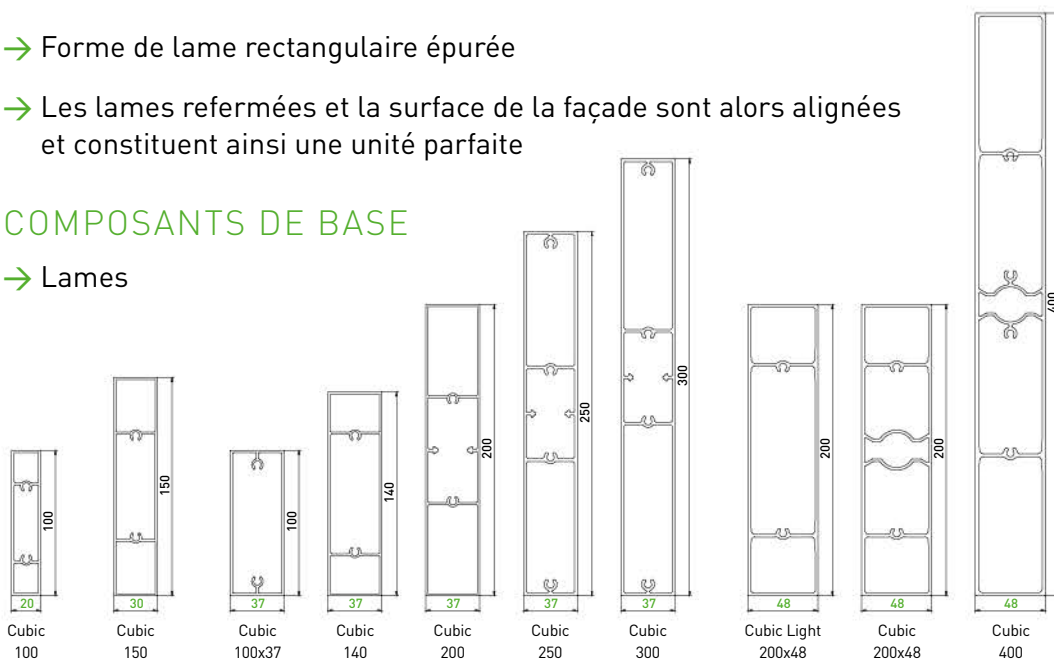 → Forme de lame rectangulaire épurée
→ Les lames refermées et la surface de la façade sont alors alignées
et constituent ainsi une unité parfaite
COMPOSANTS DE BASE
→ Lames
100
150
100
140
200
250
300
200
200
400
20
30
37
37
37
37
37
48
48
48
Cubic
100
Cubic
150
Cubic
100x37
Cubic
140
Cubic
200
Cubic
250
Cubic
300
Cubic Light
200x48
Cubic
200x48
Cubic
400